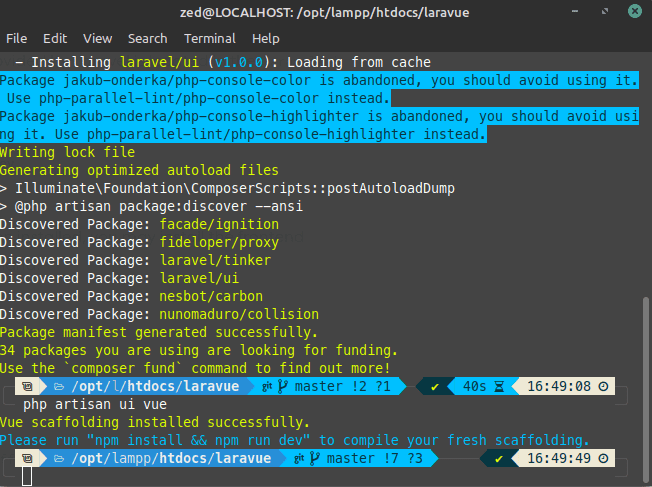 zed@LOCALHOST: /opt/lampp/htdocs/laravue
File Edit View Search Terminal Help
- Installing laravel/ui (v1.0.0): Loading from cache
Package jakub-onderka/php-console-color is abandoned, you should avoid using it.
Use php-parallel-lint/php-console-color instead.
Package jakub-onderka/php-console-highlighter is abandoned, you should avoid usi
ng it. Use php-parallel-lint/php-console-highlighter instead.
Writing lock file
Generating optimized autoload files
> Illuminate\Foundation\ComposerScripts::postAutoloadDump
> @php artisan package:discover --ansi
Discovered Package: facade/ignition
Discovered Package: fideloper/proxy
Discovered Package: laravel/tinker
Discovered Package: laravel/ui
Discovered Package: nesbot/carbon
Discovered Package: nunomaduro/collision
Package manifest generated successfully.
34 packages you are using are looking for funding.
Use the `composer fund` command to find out more!
/opt/l/htdocs/laravue git master !2 ?1 ✔ 40s 16:49:08
php artisan ui vue
Vue scaffolding installed successfully.
Please run "npm install && npm run dev" to compile your fresh scaffolding.
/opt/lampp/htdocs/laravue git master !7 ?3 ✔ 16:49:49